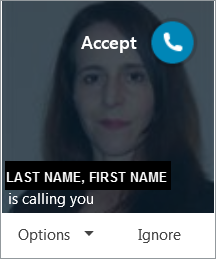 Accept
LAST NAME, FIRST NAME
is calling you
Options
Ignore